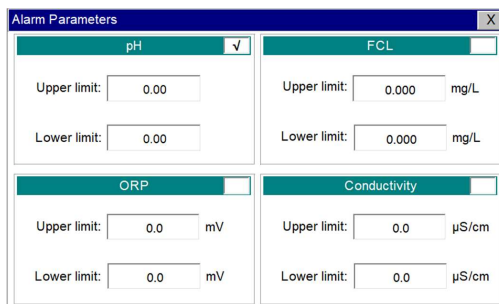 Alarm Parameters X
pH √ FCL
Upper limit: 0.00 Upper limit: 0.000 mg/L
Lower limit: 0.00 Lower limit: 0.000 mg/L
ORP Conductivity
Upper limit: 0.0 mV Upper limit: 0.0 µS/cm
Lower limit: 0.0 mV Lower limit: 0.0 µS/cm